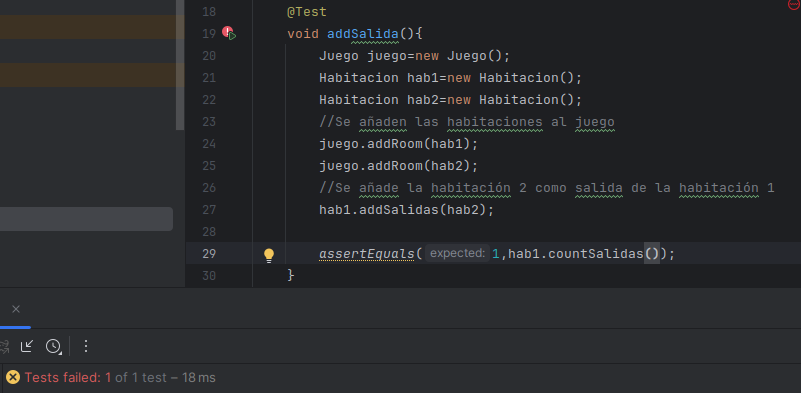 18 @Test
19 void addSalida(){
20 Juego juego=new Juego();
21 Habitacion hab1=new Habitacion();
22 Habitacion hab2=new Habitacion();
23 //Se añaden las habitaciones al juego
24 juego.addRoom(hab1);
25 juego.addRoom(hab2);
26 //Se añade la habitación 2 como salida de la habitación 1
27 hab1.addSalidas(hab2);
28
29 assertEquals( expected: 1,hab1.countSalidas());
30 }
Tests failed: 1 of 1 test – 18 ms